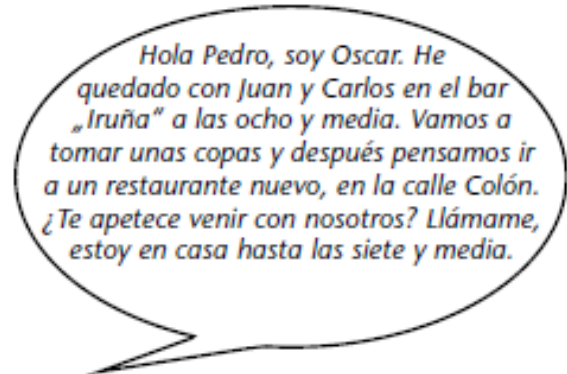 Hola Pedro, soy Oscar. He
quedado con Juan y Carlos en el bar
„Iruña“ a las ocho y media. Vamos a
tomar unas copas y después pensamos ir
a un restaurante nuevo, en la calle Colón.
¿Te apetece venir con nosotros? Llámame,
estoy en casa hasta las siete y media.